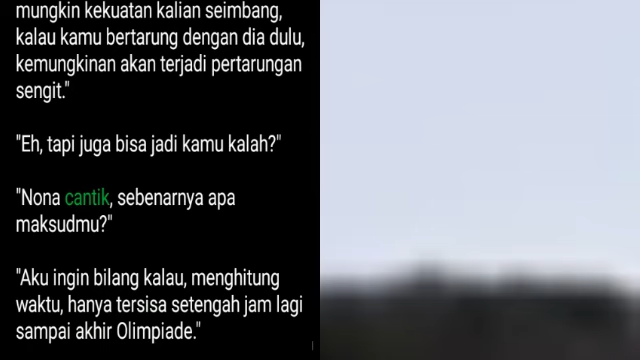 mungkin kekuatan kalian seimbang,
kalau kamu bertarung dengan dia dulu,
kemungkinan akan terjadi pertarungan
sengit."
"Eh, tapi juga bisa jadi kamu kalah?"
"Nona cantik, sebenarnya apa
maksudmu?"
"Aku ingin bilang kalau, menghitung
waktu, hanya tersisa setengah jam lagi
sampai akhir Olimpiade."